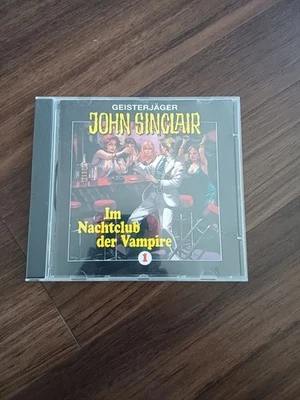 GEISTERJÄGER
JOHN SINCLAIR
Im
Nachtclub
der Vampire
1